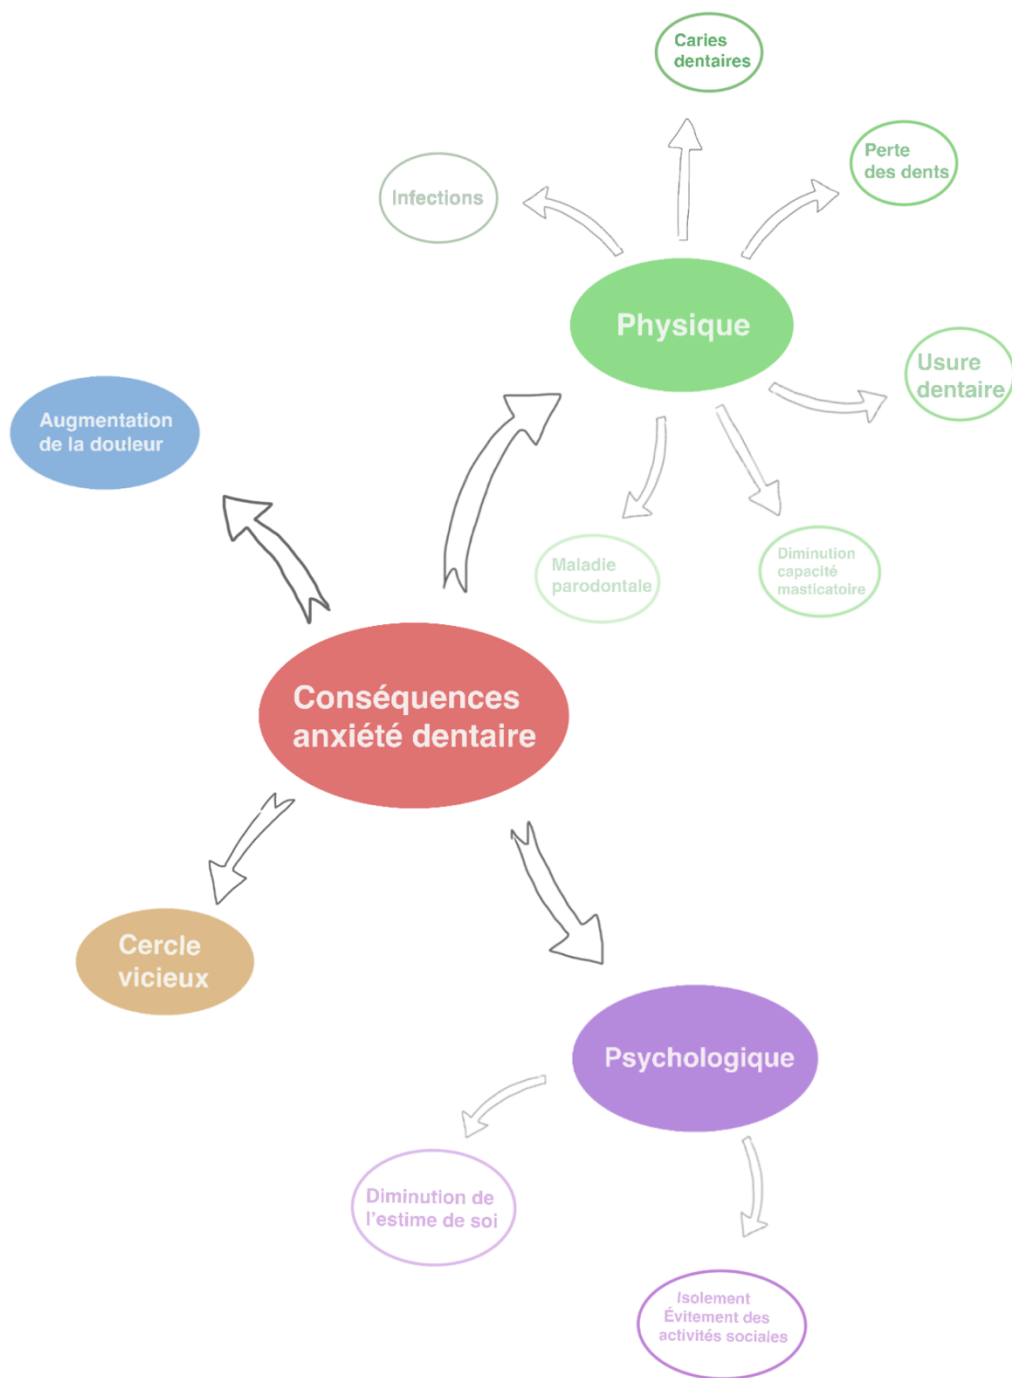 Caries
dentaires
Perte
des dents
Infections
Physique
Usure
dentaire
Augmentation
de la douleur
Maladie
parodontale
Diminution
capacité
masticatoire
Conséquences
anxiété dentaire
Cercle
vicieux
Psychologique
Diminution de
l'estime de soi
Isolement
Évitement des
activités sociales